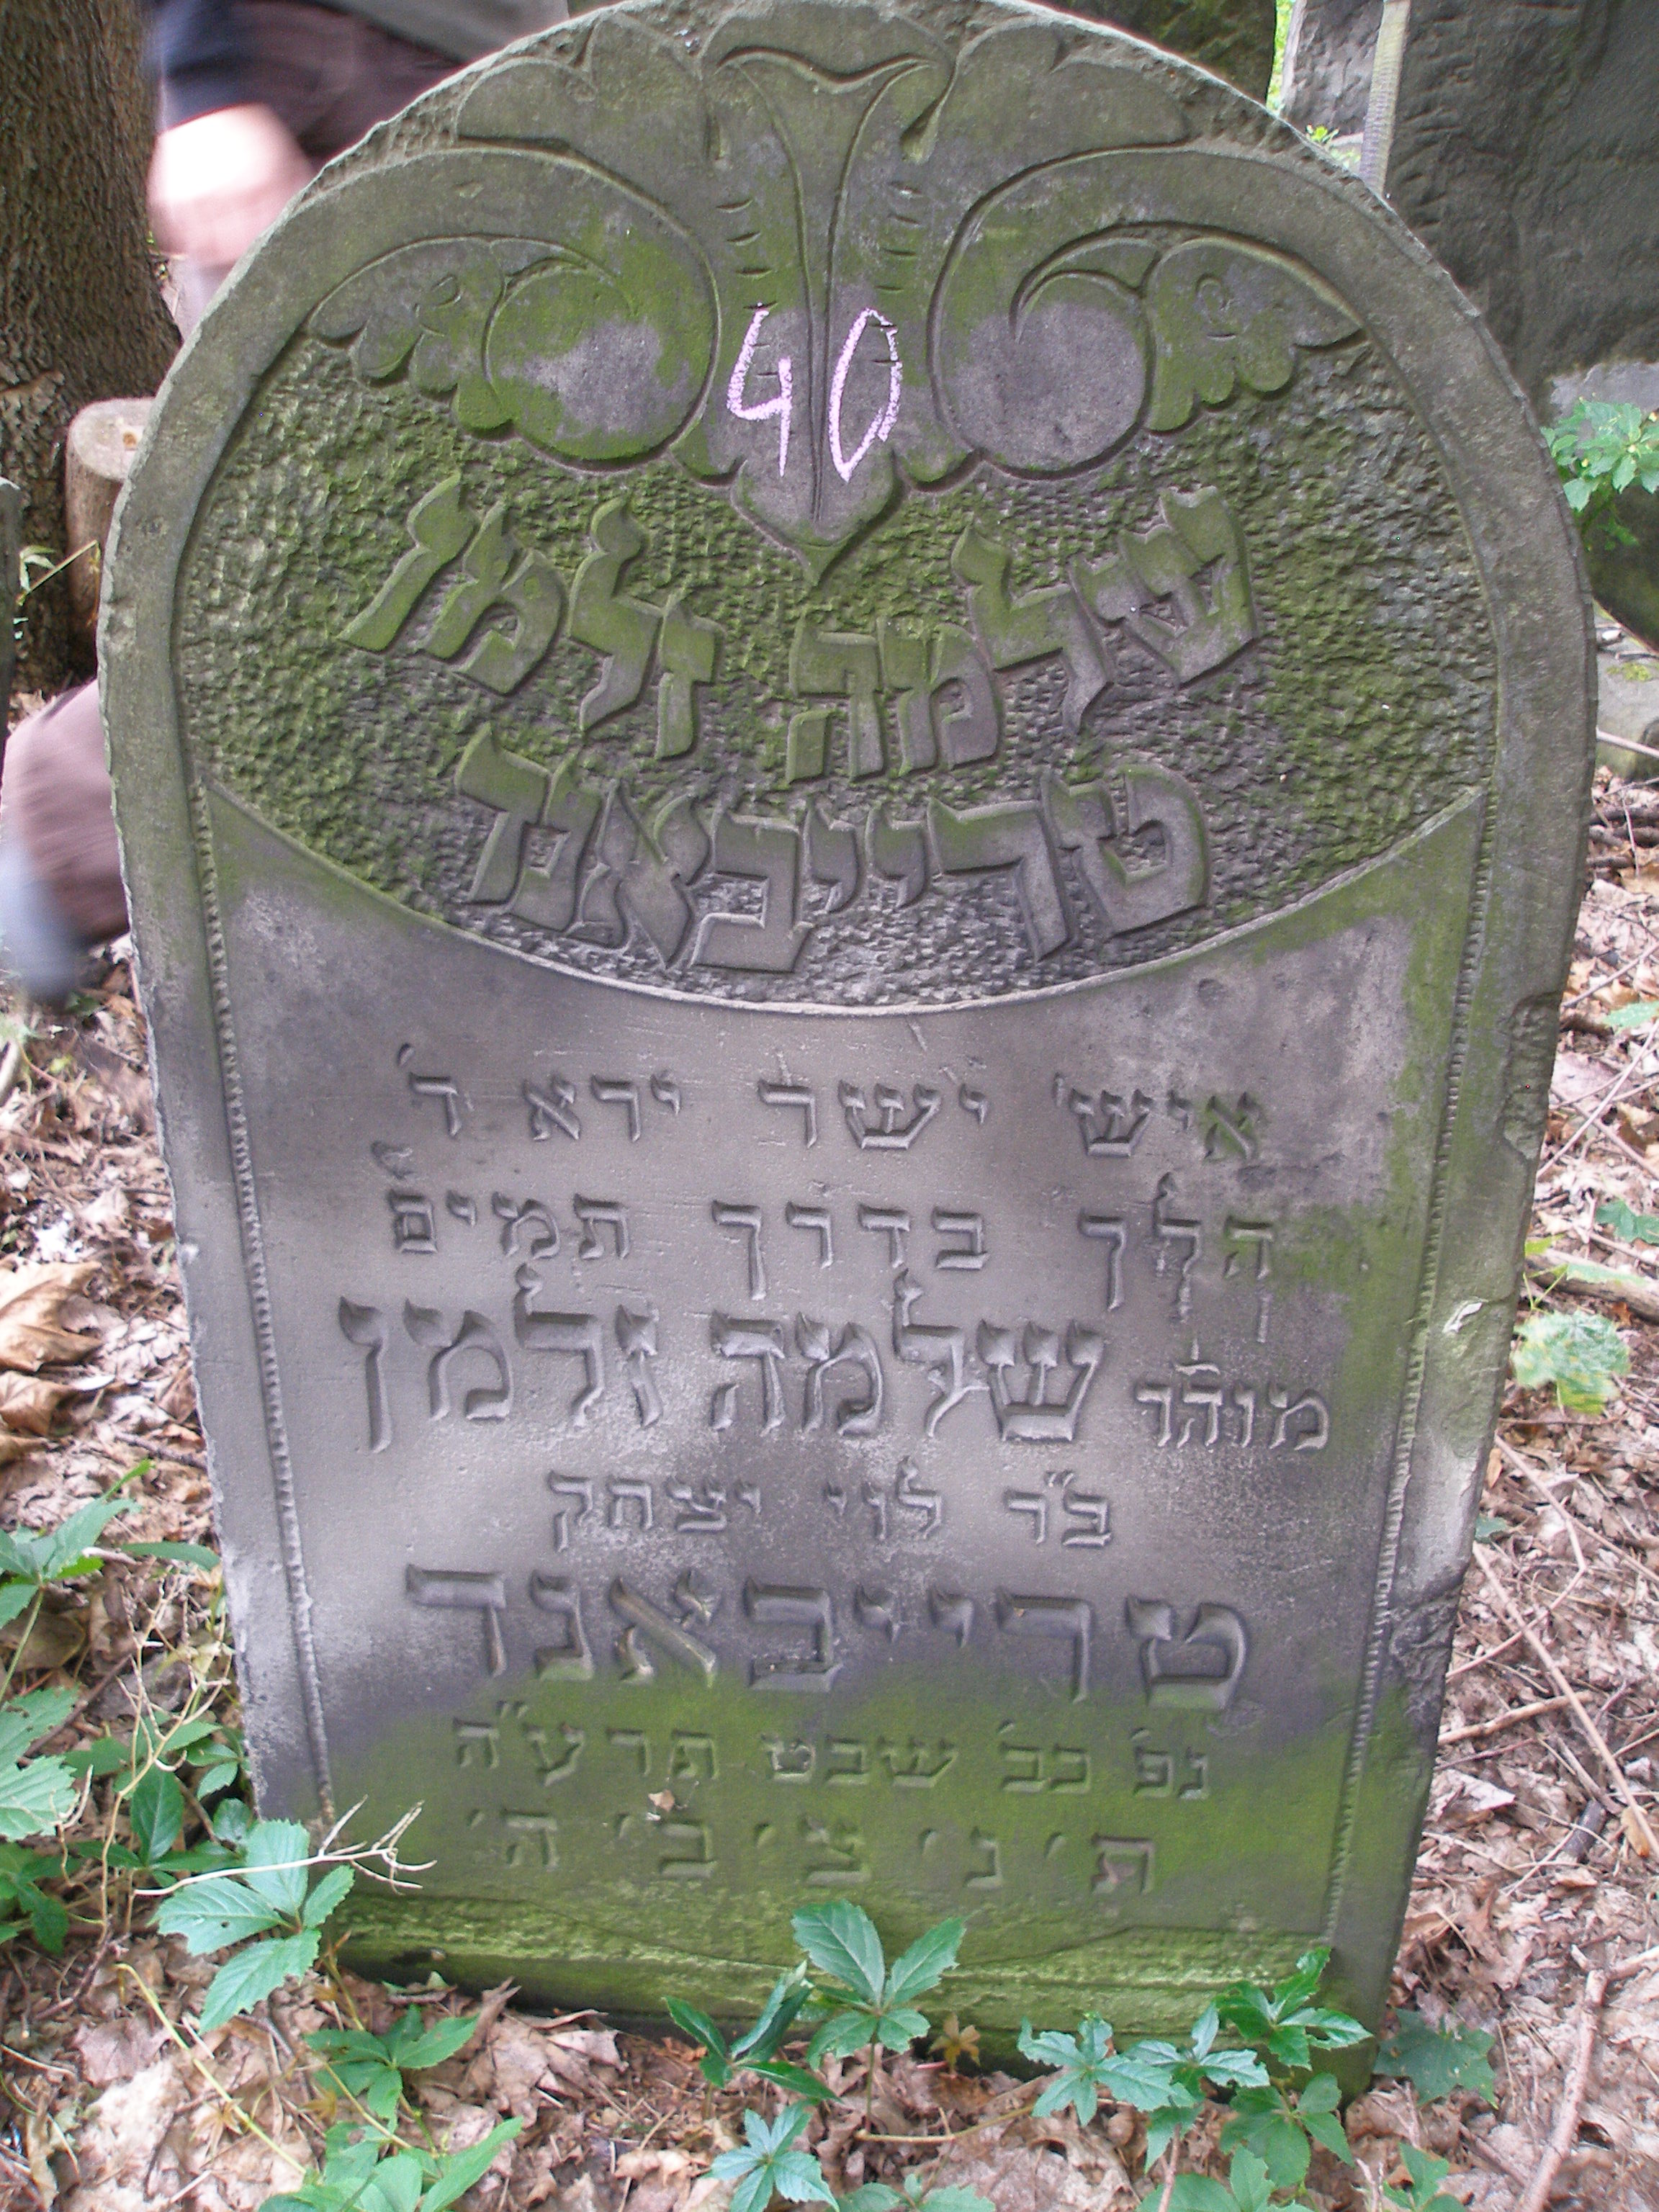 40
שלמה זלמן
טרייבאנד
איש ישר ירא ד'
הלך בדרך תמים
מוהר שלמה זלמן
ב"ר לוי יצחק
טרייבאנד
נפ' כב' שבט תרע"ה
ת' נ' צ' ב' ה'